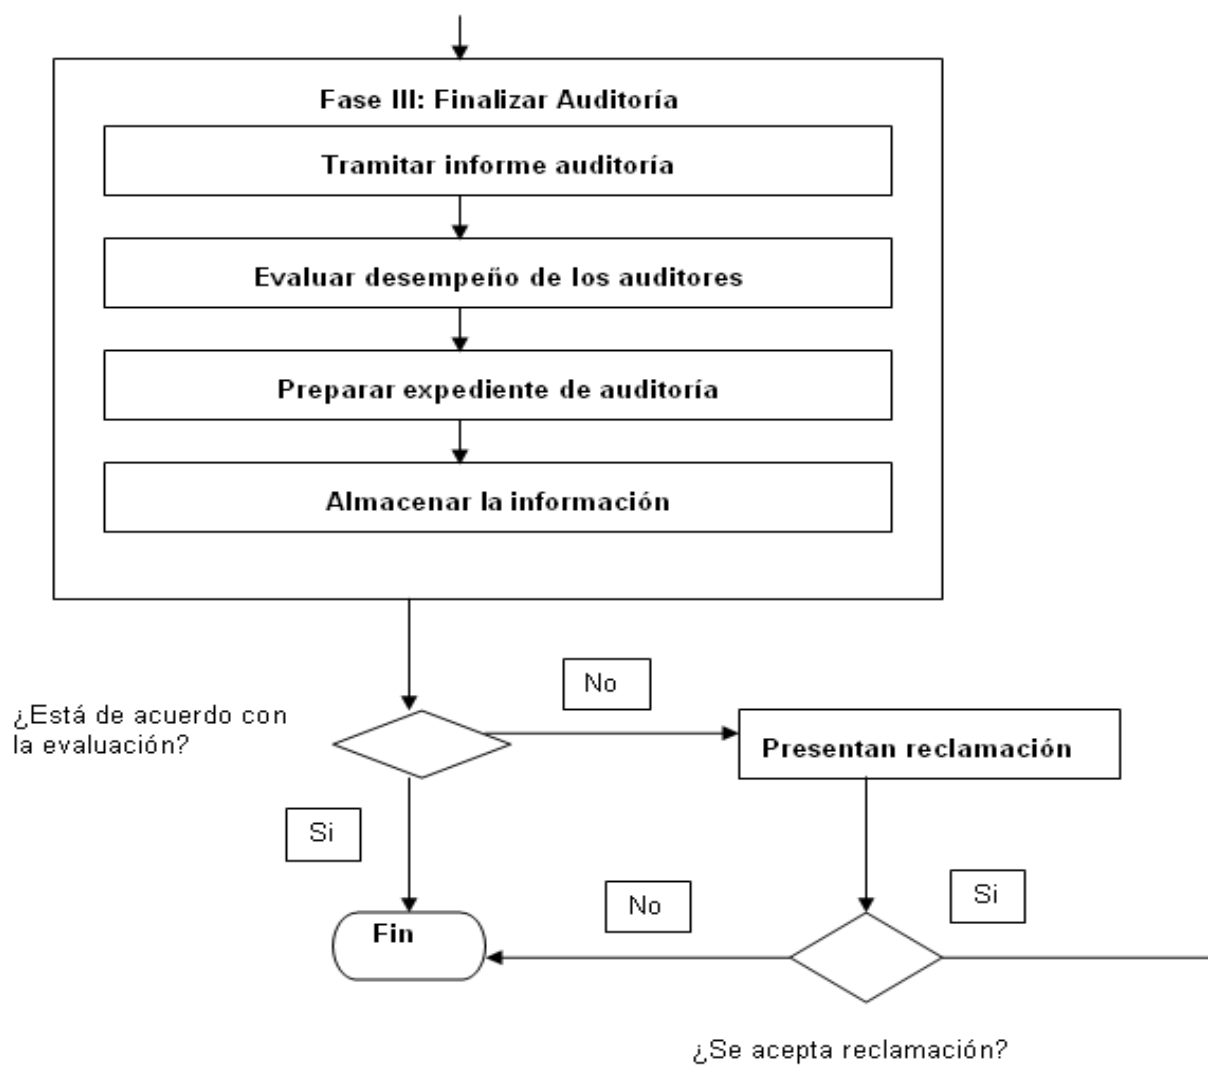 Fase III: Finalizar Auditoría
Tramitar informe auditoría
Evaluar desempeño de los auditores
Preparar expediente de auditoría
Almacenar la información
No
¿Está de acuerdo con
la evaluación?
Presentan reclamación
Si
No
Si
Fin
¿Se acepta reclamación?